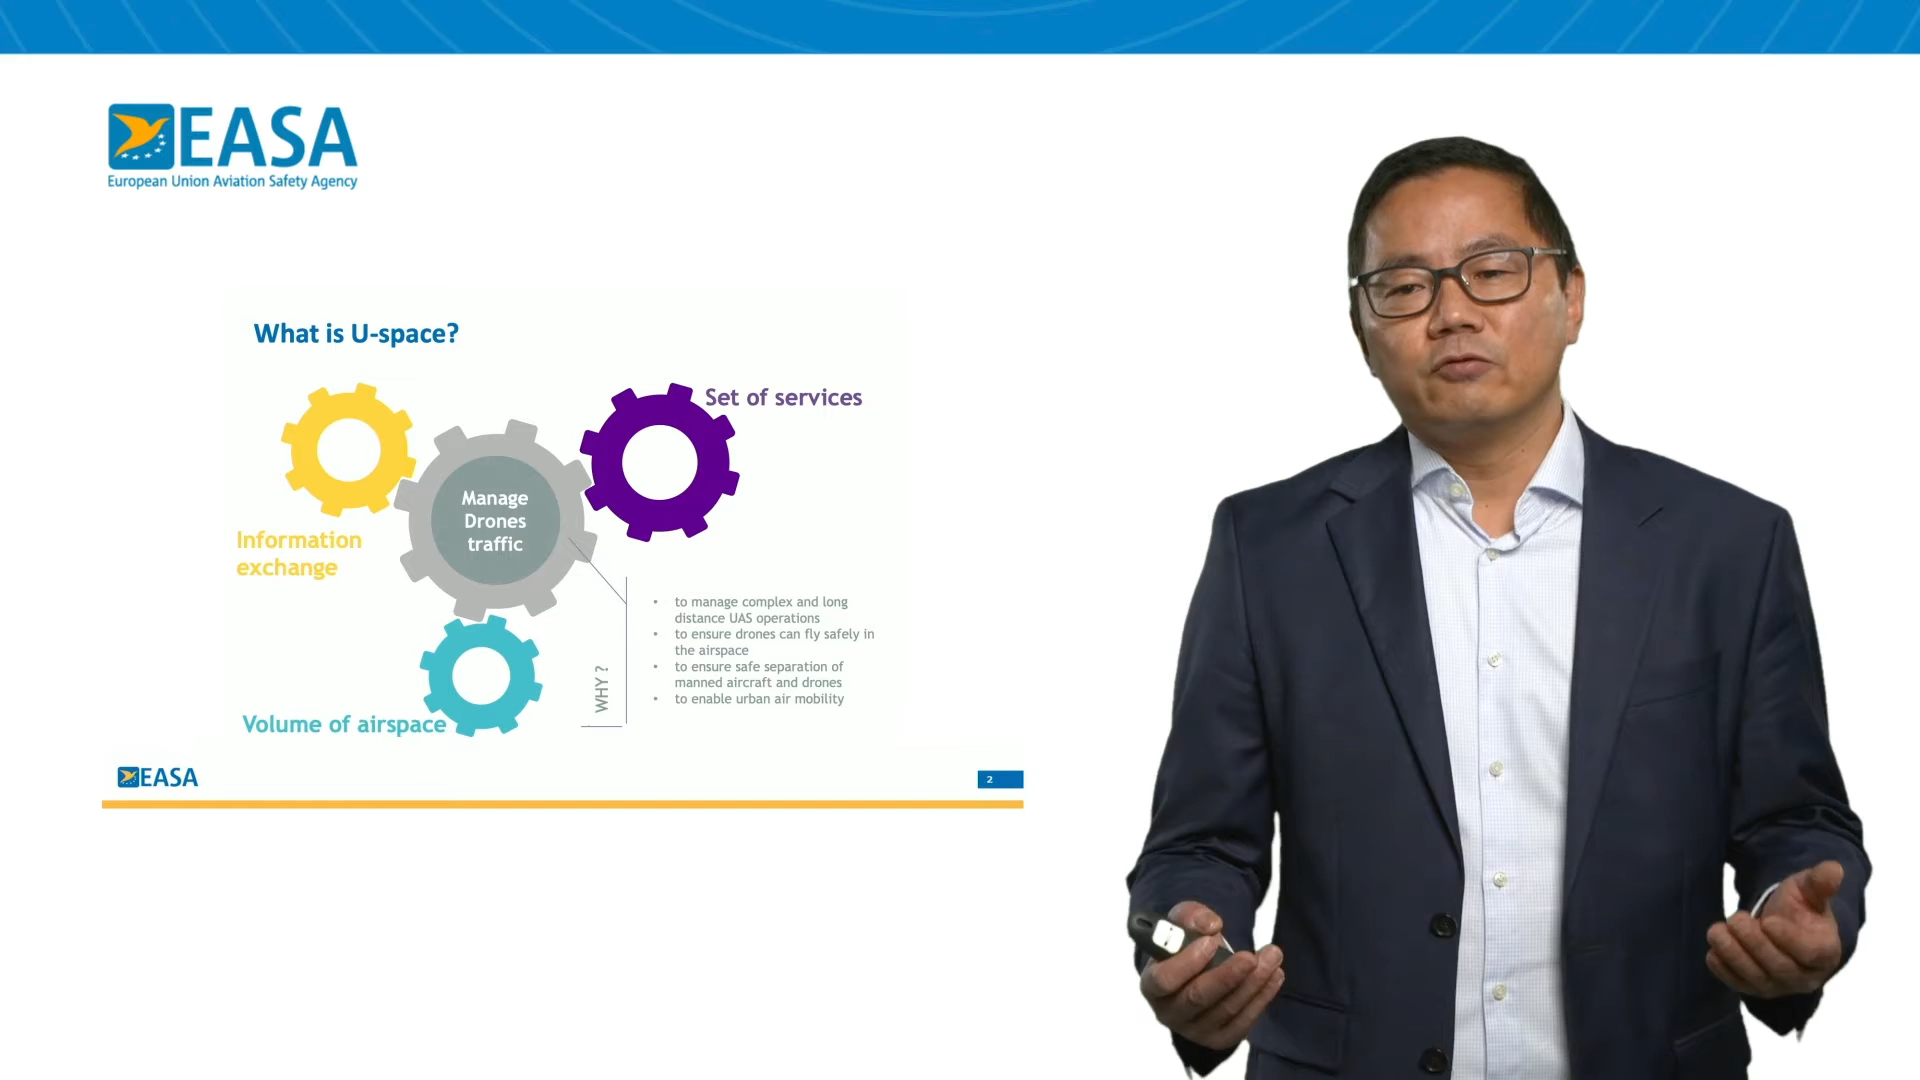 EASA
European Union Aviation Safety Agency
What is U-space?
Set of services
Manage
Drones
traffic
Information
exchange
Volume of airspace
WHY ?
• to manage complex and long
distance UAS operations
• to ensure drones can fly safely in
the airspace
• to ensure safe separation of
manned aircraft and drones
• to enable urban air mobility
EASA
2